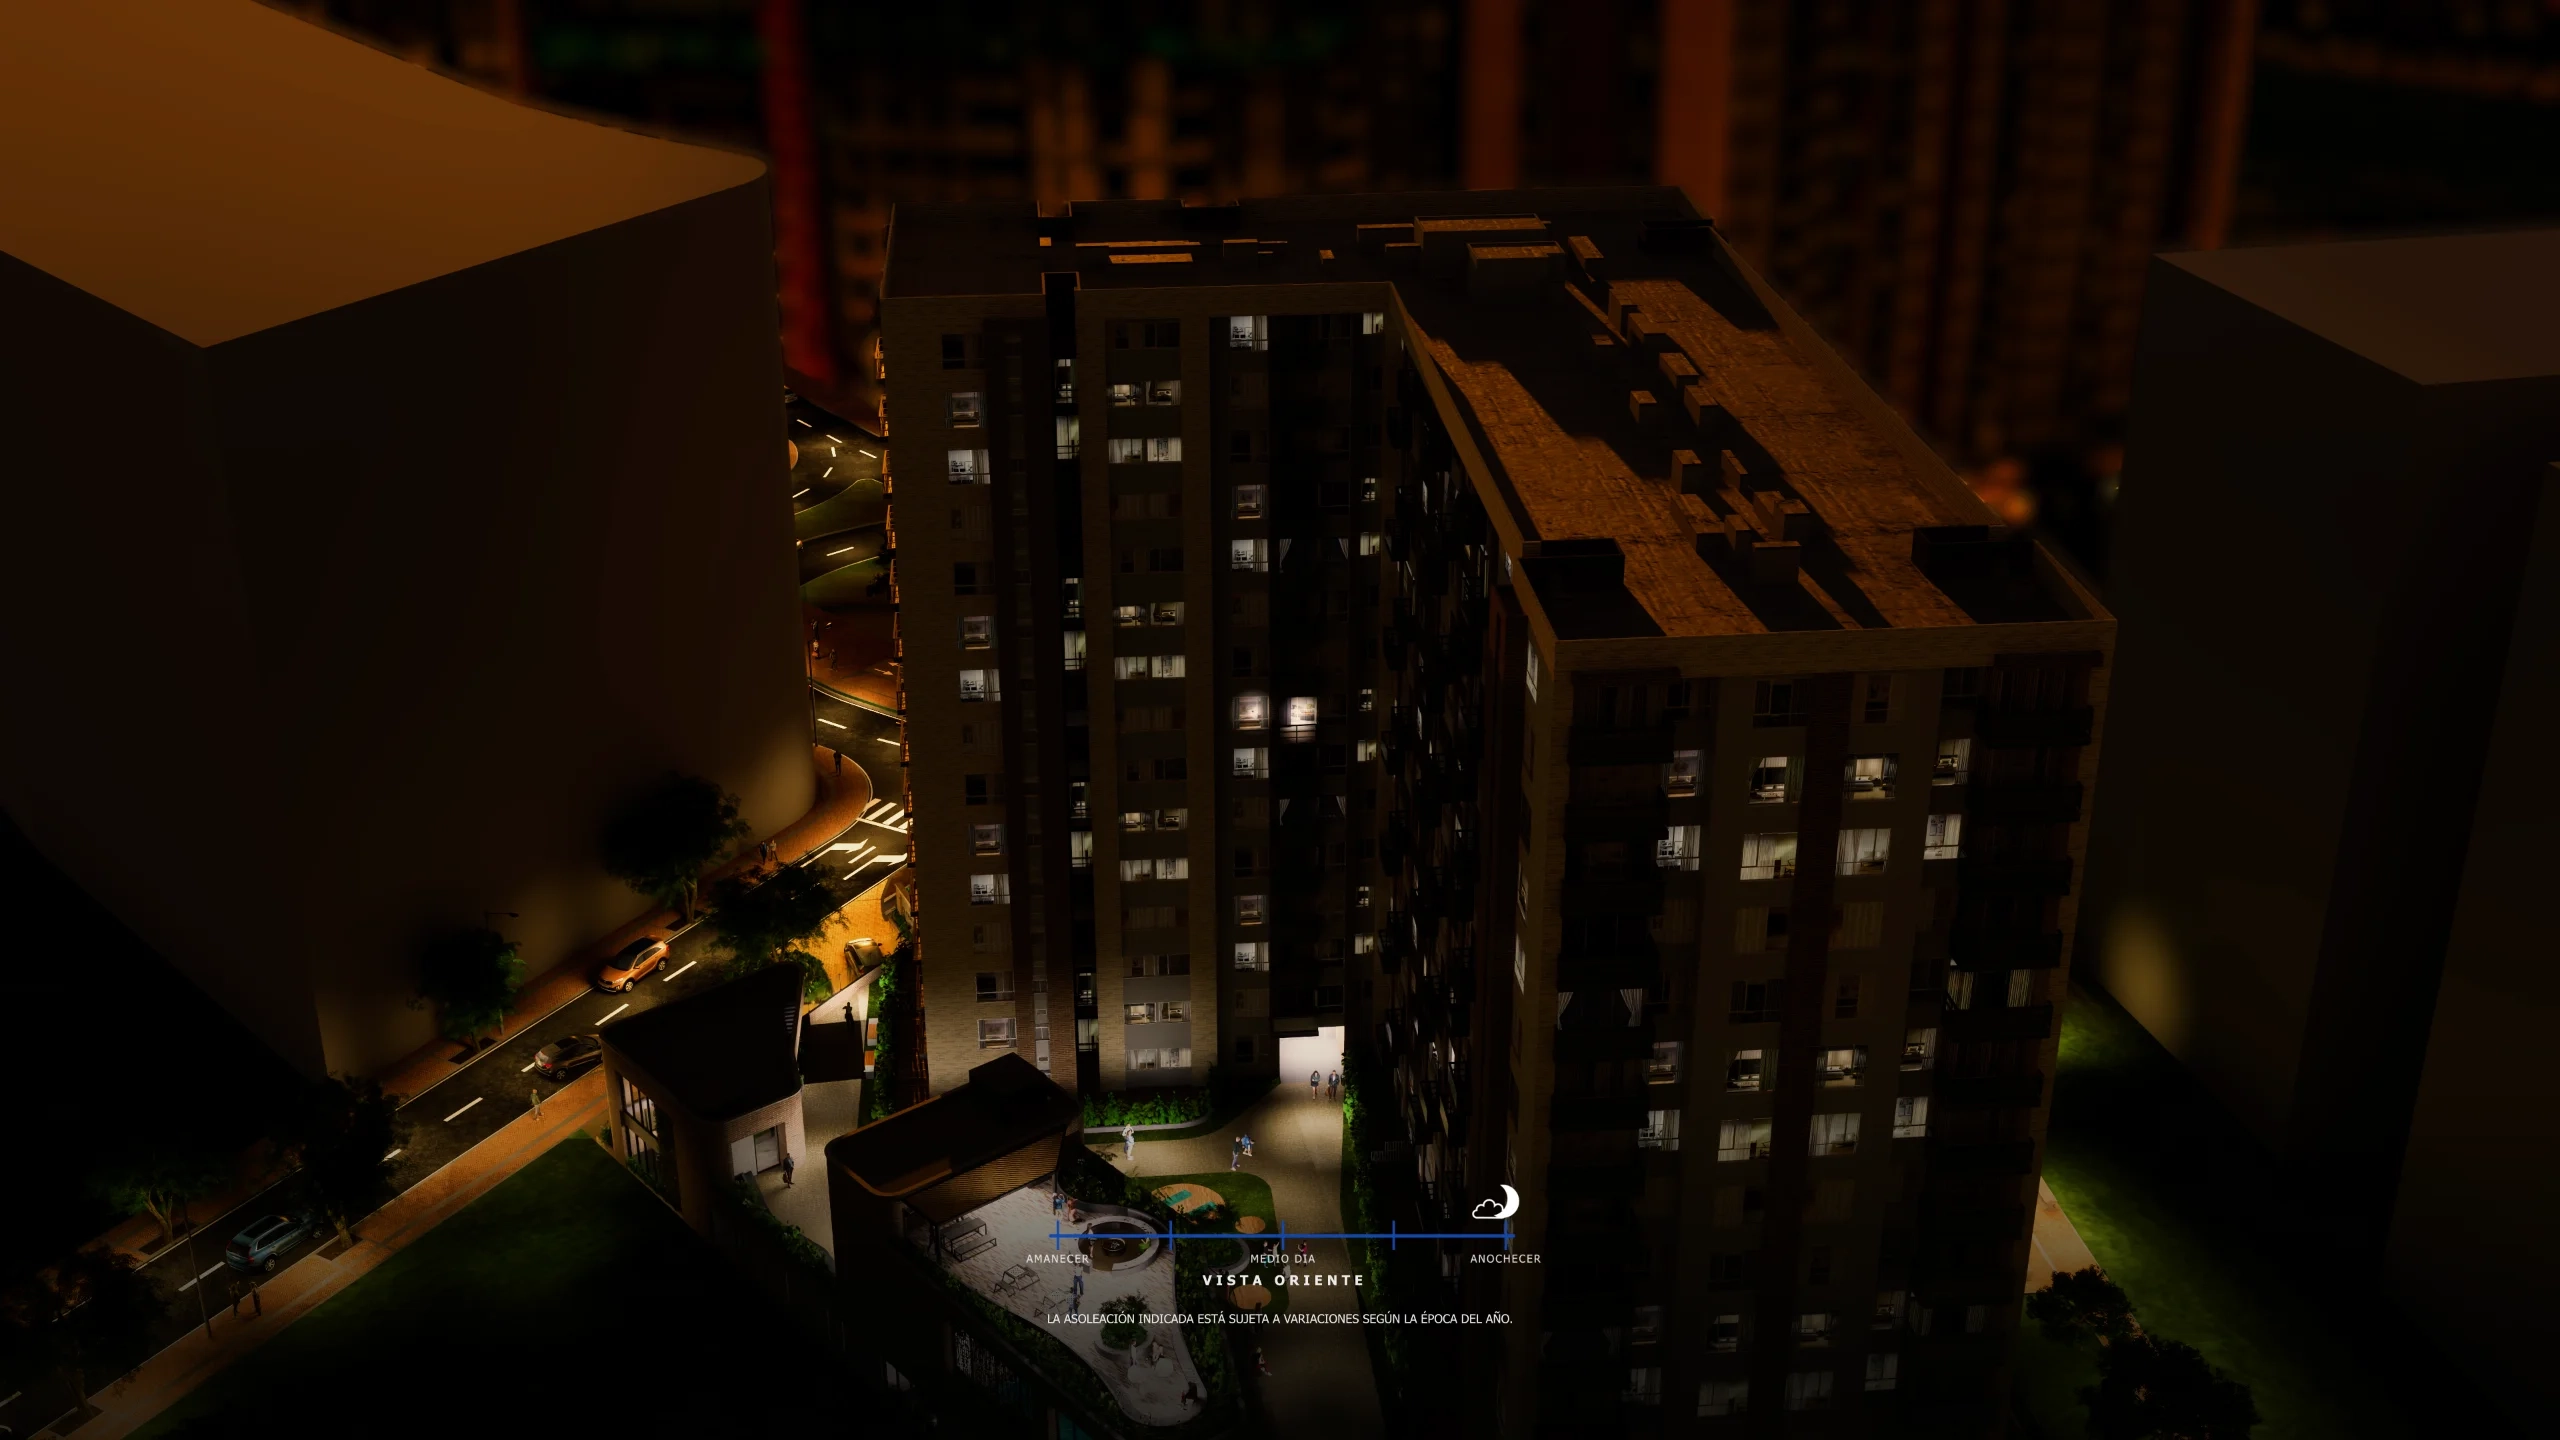 AMANECER
MEDIO DIA
ANOCHECER
VISTA ORIENTE
LA ASOLEACIÓN INDICADA ESTÁ SUJETA A VARIACIONES SEGÚN LA ÉPOCA DEL AÑO.